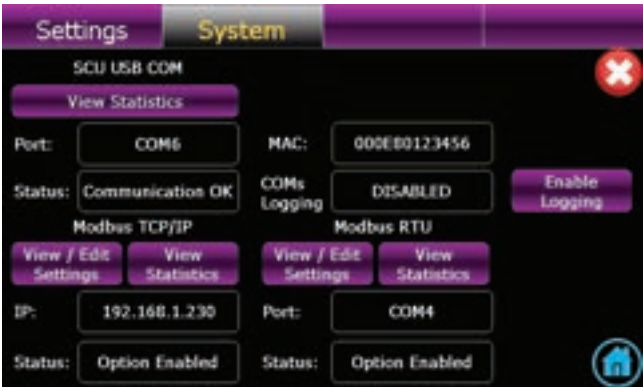 Settings System
SCU USB COM
View Statistics
Port: COM6 MAC: 000E80123456
Status: Communication OK COMs Logging DISABLED Enable Logging
Modbus TCP/IP Modbus RTU
View / Edit Settings View Statistics View / Edit Settings View Statistics
IP: 192.168.1.230 Port: COM4
Status: Option Enabled Status: Option Enabled